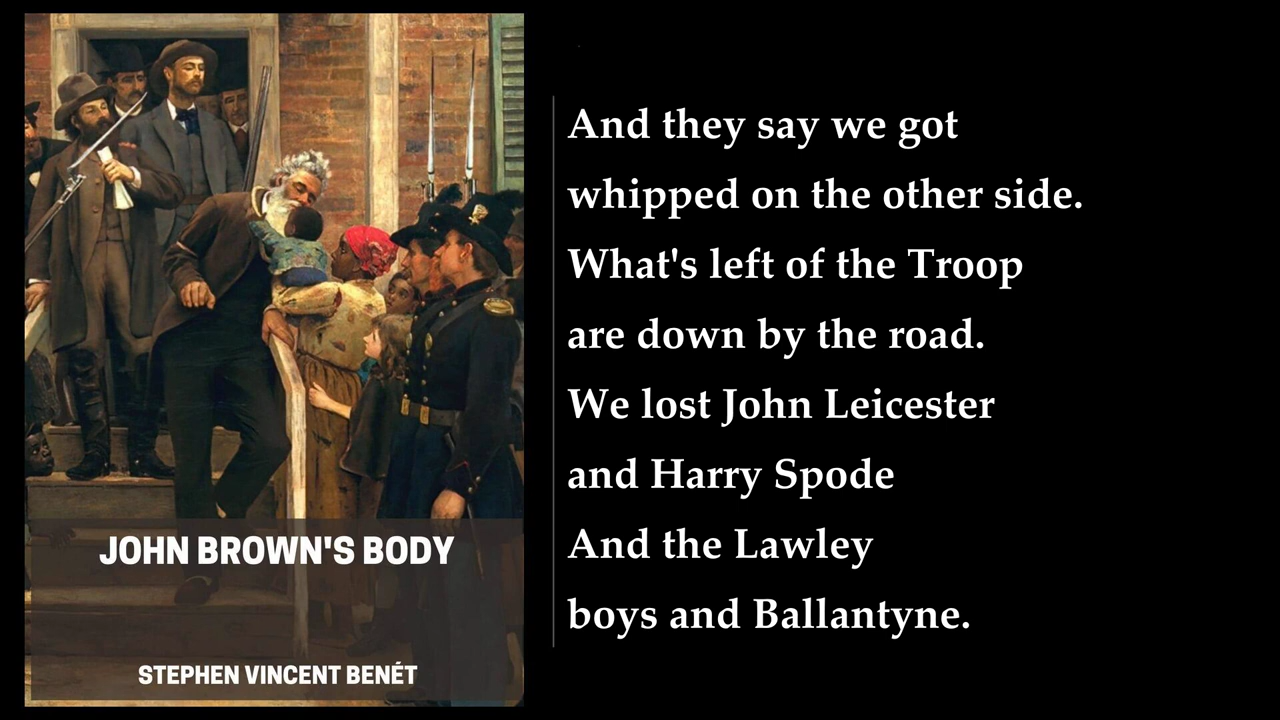 JOHN BROWN'S BODY
STEPHEN VINCENT BENÉT
And they say we got
whipped on the other side.
What's left of the Troop
are down by the road.
We lost John Leicester
and Harry Spode
And the Lawley
boys and Ballantyne.